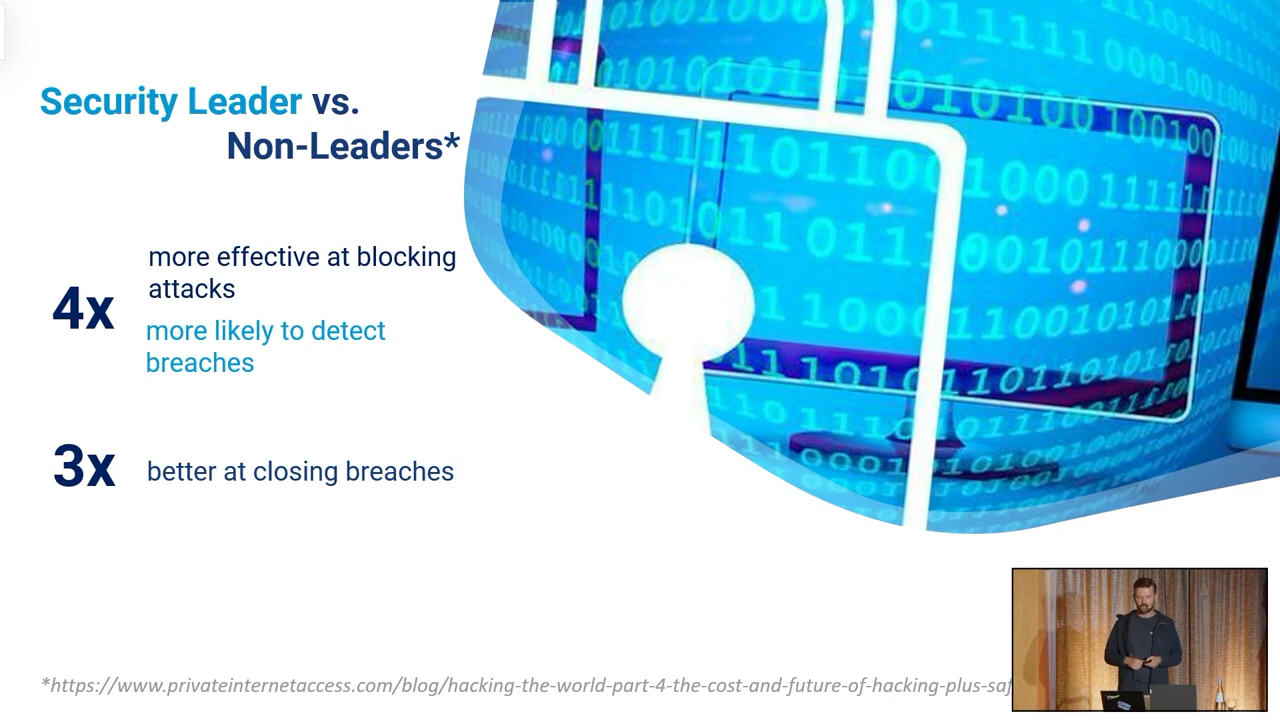 Security Leader vs.
Non-Leaders*
4x
more effective at blocking
attacks
more likely to detect
breaches
3x
better at closing breaches
*https://www.privateinternetaccess.com/blog/hacking-the-world-part-4-the-cost-and-future-of-hacking-plus-saf